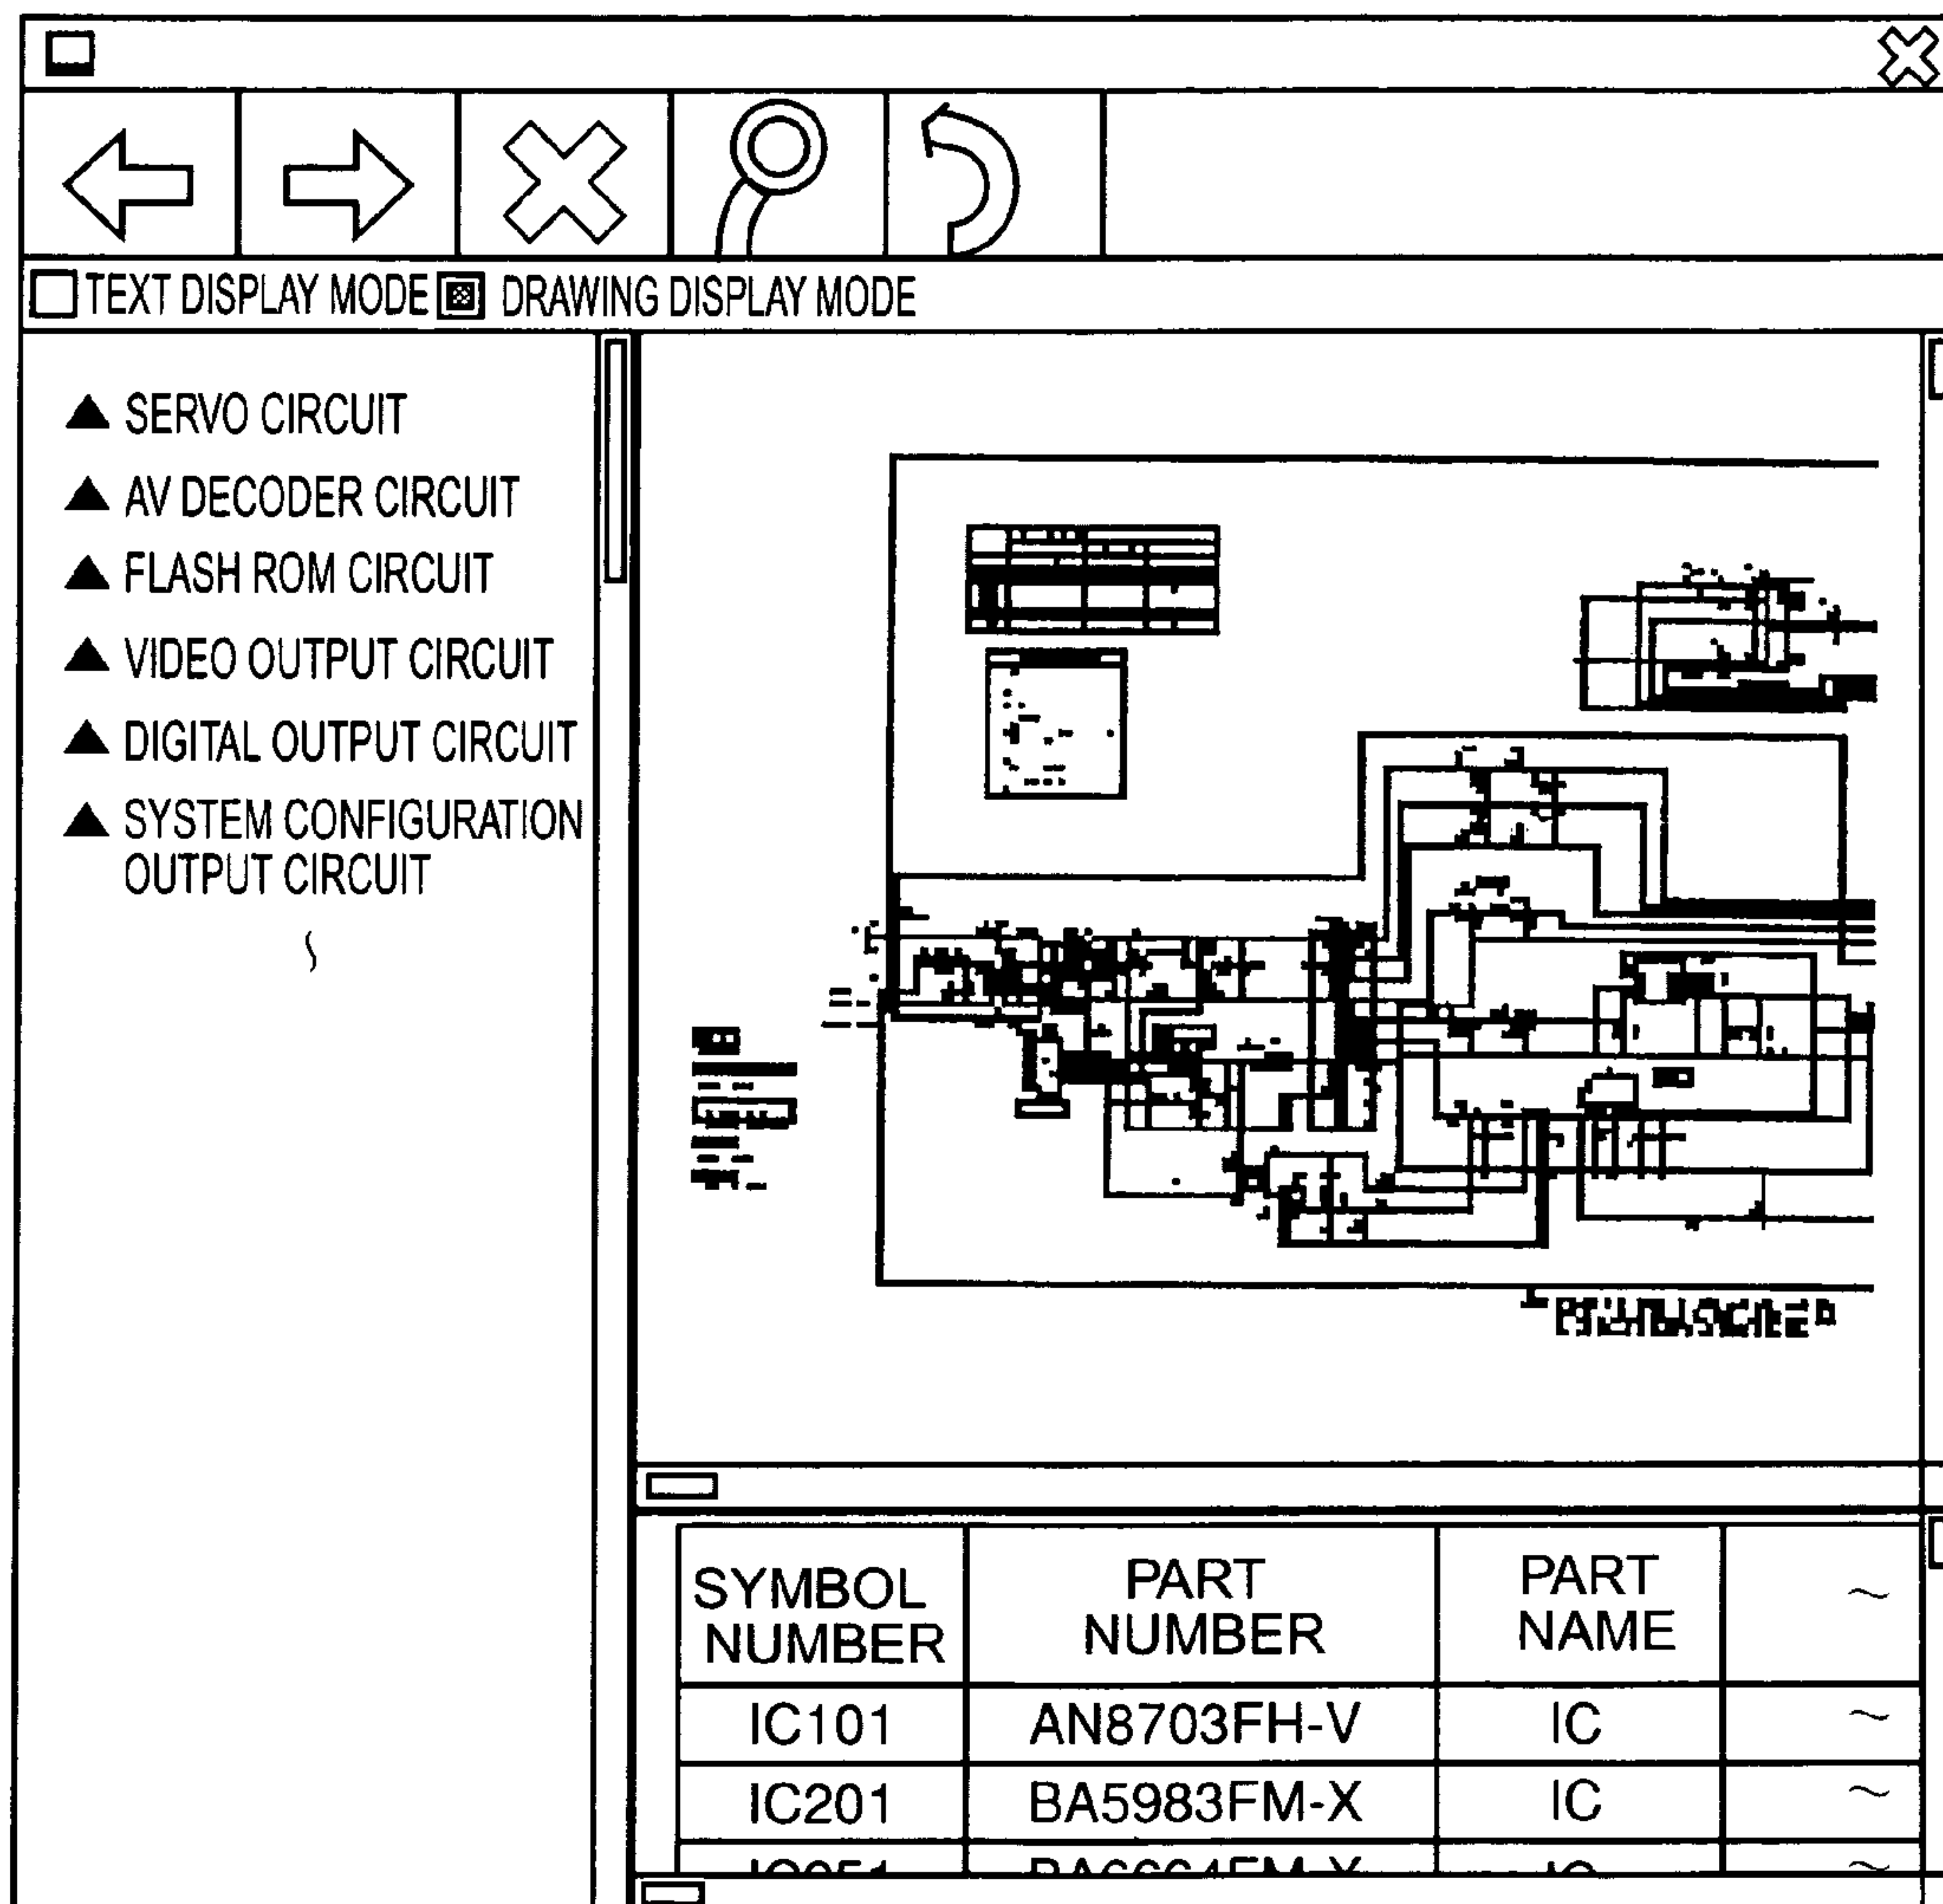 TEXT DISPLAY MODE DRAWING DISPLAY MODE
▲ SERVO CIRCUIT
▲ AV DECODER CIRCUIT
▲ FLASH ROM CIRCUIT
▲ VIDEO OUTPUT CIRCUIT
▲ DIGITAL OUTPUT CIRCUIT
▲ SYSTEM CONFIGURATION
OUTPUT CIRCUIT
SYMBOL NUMBER PART NUMBER PART NAME ~
IC101 AN8703FH-V IC ~
IC201 BA5983FM-X IC ~